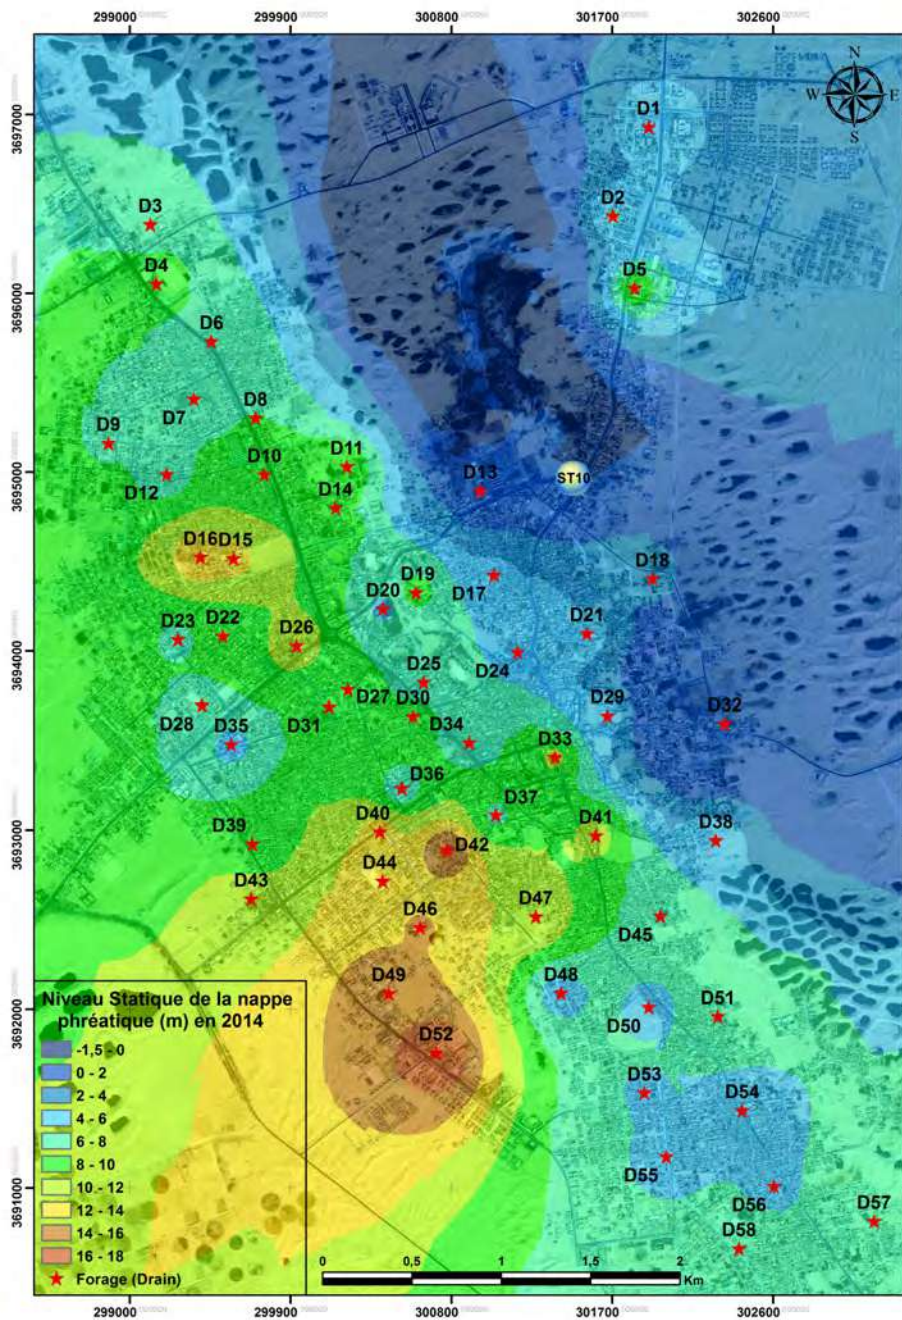 299000 299900 300800 301700 302600
N
W E
S
3697000
D1
D2
D3
D4
D5
3696000
D6
D7
D8
D9
D10
D11
D12
D13
ST10
3695000
D14
D16 D15
D17
D18
D19
D20
D21
D22
D23
D24
D25
D26
3694000
D27
D28
D29
D30
D31
D32
D33
D34
D35
D36
D37
D38
D39
D40
D41
D42
3693000
D43
D44
D45
D46
D47
D48
D49
D50
D51
3692000
D52
D53
D54
D55
D56
D57
D58
3691000
Niveau Statique de la nappe
phréatique (m) en 2014
-1,5 - 0
0 - 2
2 - 4
4 - 6
6 - 8
8 - 10
10 - 12
12 - 14
14 - 16
16 - 18
Forage (Drain)
0 0,5 1 1,5 2
Km
299000 299900 300800 301700 302600